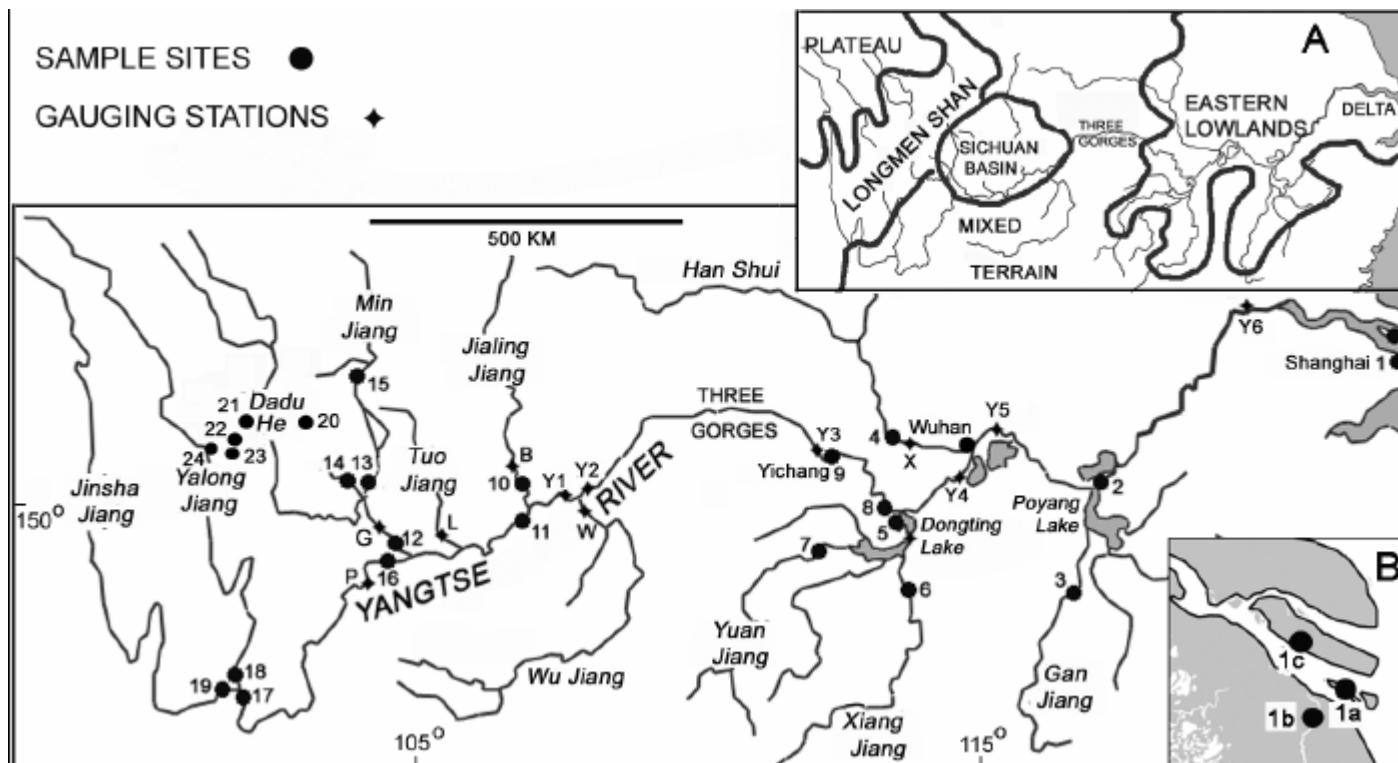 SAMPLE SITES
GAUGING STATIONS
A
PLATEAU
LONGMEN SHAN
SICHUAN
BASIN
THREE
GORGES
EASTERN
LOWLANDS
DELTA
MIXED
TERRAIN
500 KM
Han Shui
Min
Jiang
Jialing
Jiang
Y6
Shanghai 1
15
21
Dadu
He
20
22
24
23
Yalong
Jiang
14
13
Tuo
Jiang
B
10
THREE
GORGES
Y3
Yichang
9
4
Wuhan
Y5
X
Y4
Jinsha
Jiang
150°
Y1
Y2
RIVER
W
G
12
L
11
P
16
YANGTSE
8
5
Dongting
Lake
7
6
Poyang
Lake
2
3
18
19
17
Wu Jiang
Yuan
Jiang
Xiang
Jiang
Gan
Jiang
105°
115°
B
1c
1b
1a